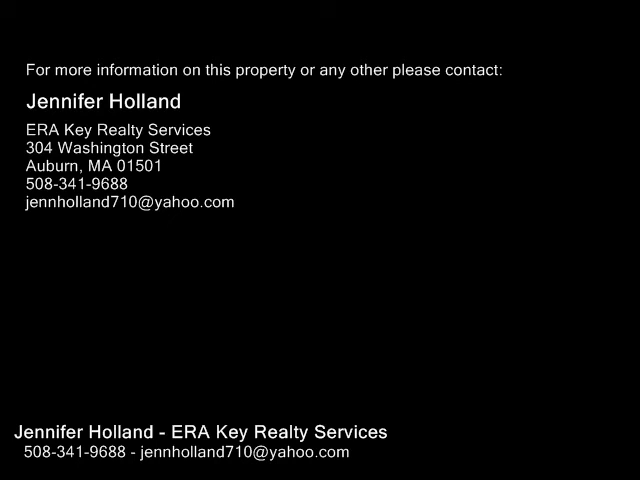 For more information on this property or any other please contact:
Jennifer Holland
ERA Key Realty Services
304 Washington Street
Auburn, MA 01501
508-341-9688
jennholland710@yahoo.com
Jennifer Holland - ERA Key Realty Services
508-341-9688 - jennholland710@yahoo.com